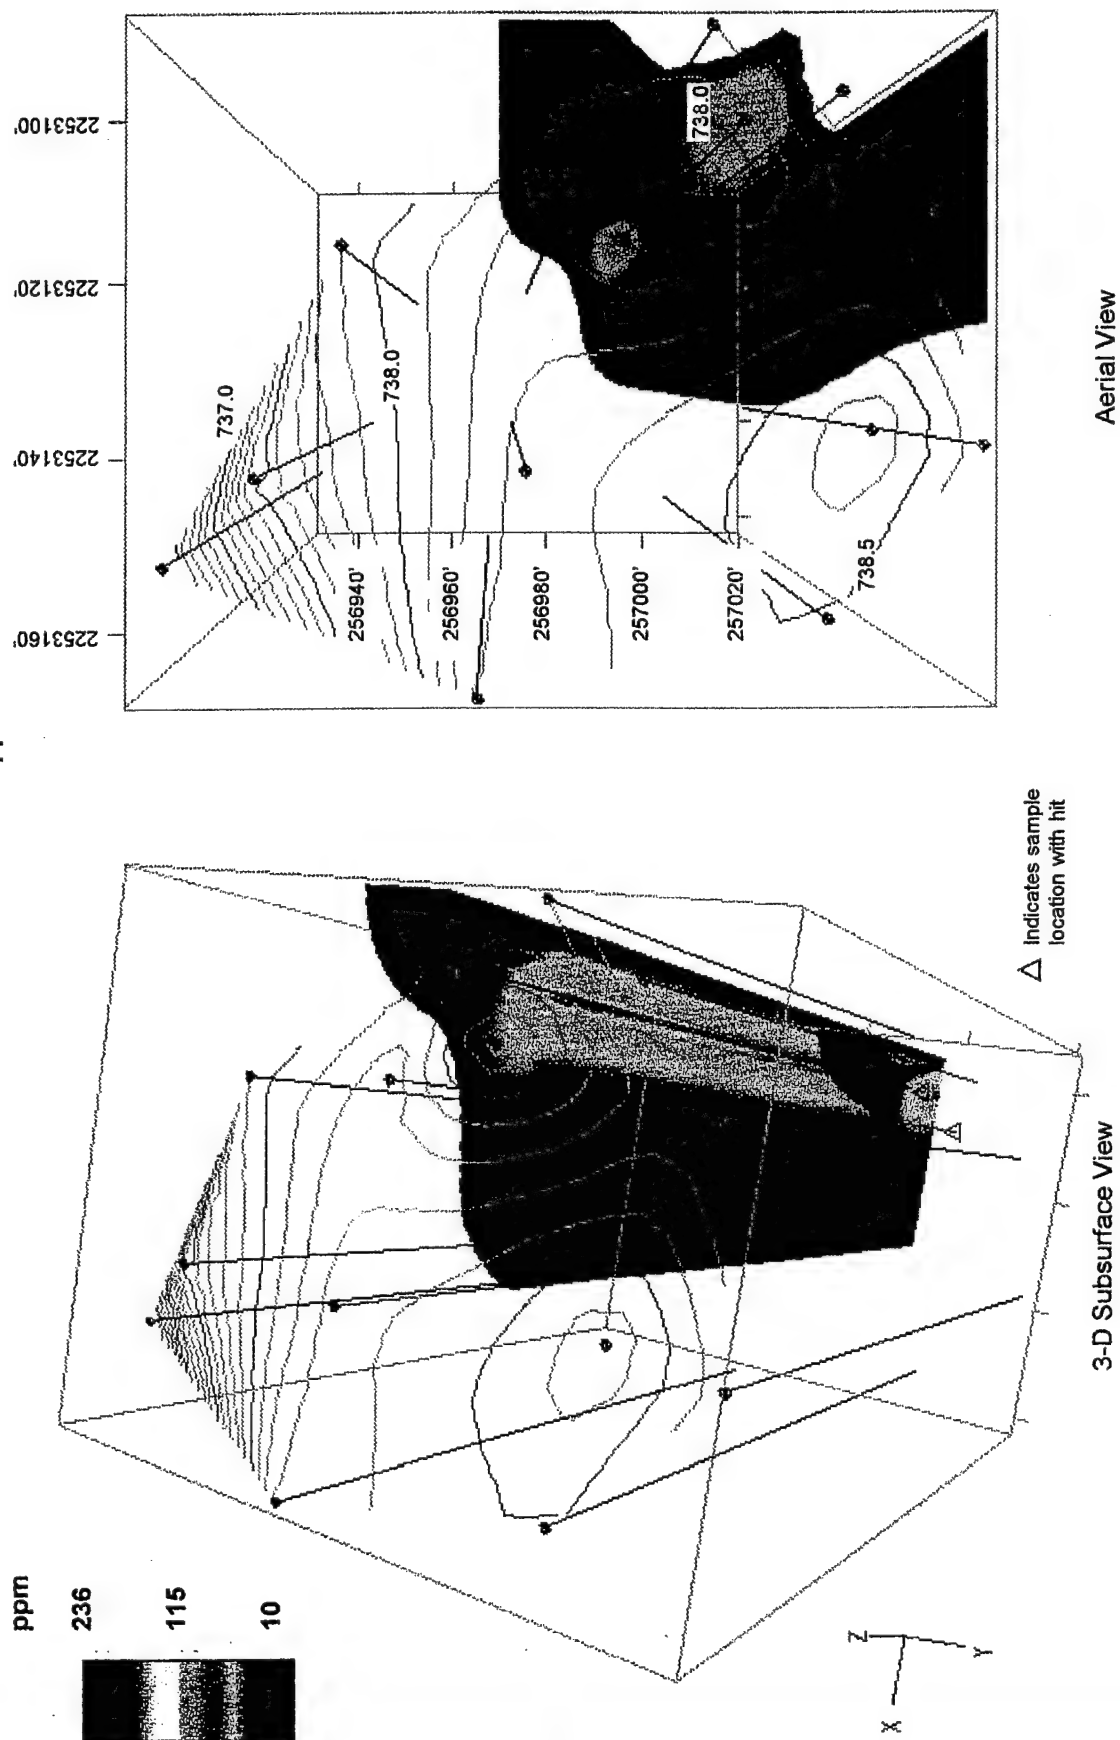 ppm
236
115
10
X
Z
Y
3-D Subsurface View
Δ Indicates sample
location with hit
2253160'
2253140'
2253120'
2253100'
737.0
738.0
738.0
738.5
256940'
256960'
256980'
257000'
257020'
Aerial View